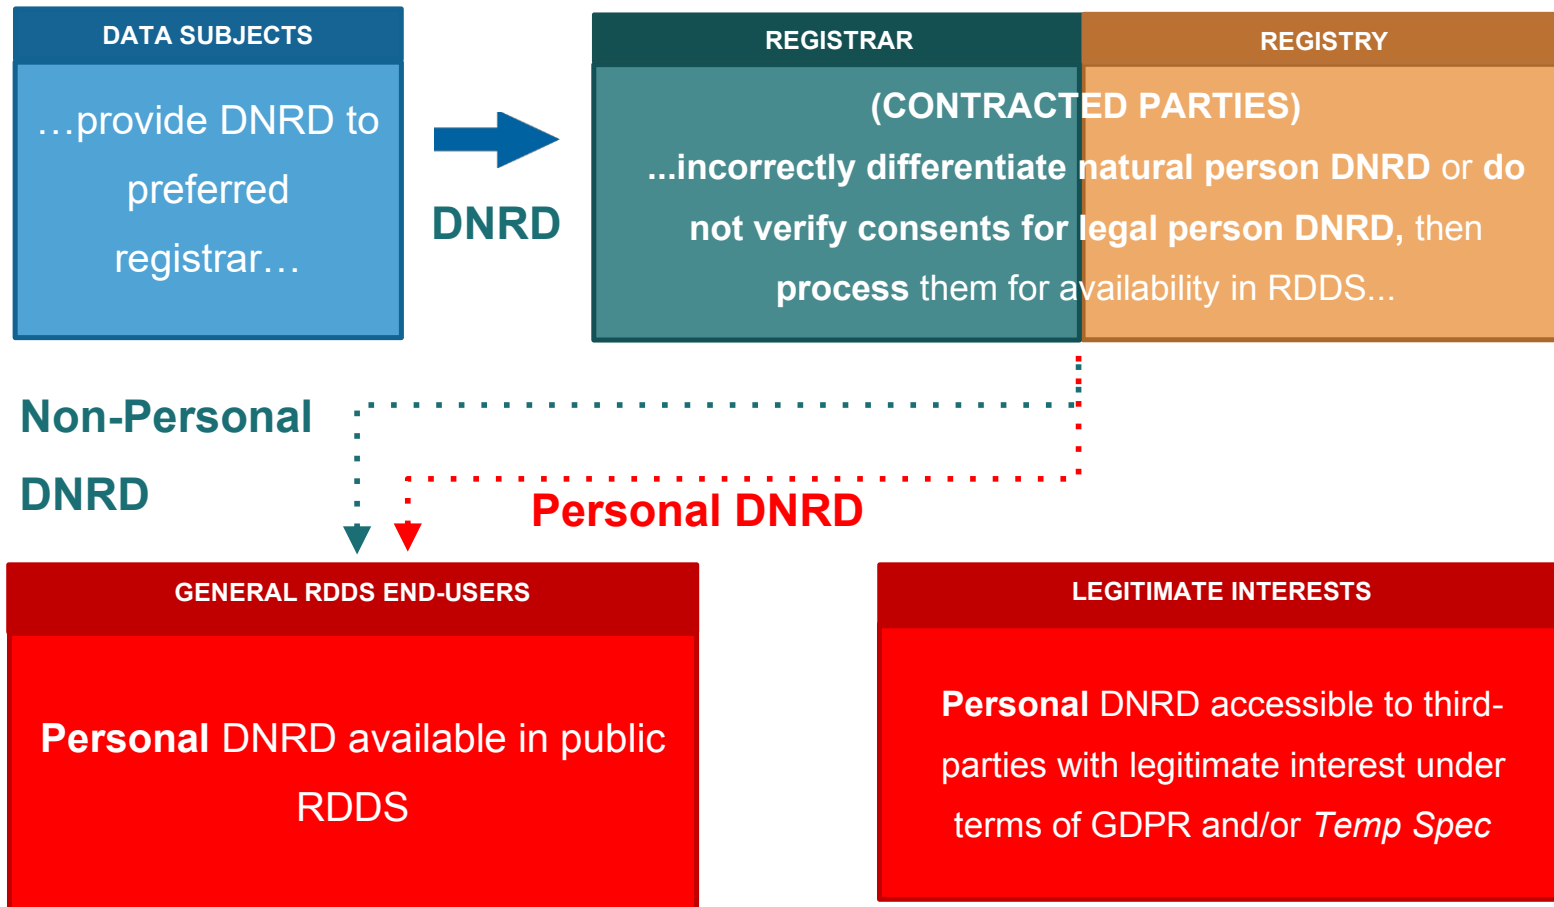 DATA SUBJECTS
…provide DNRD to
preferred
registrar…
DNRD
REGISTRAR
REGISTRY
(CONTRACTED PARTIES)
...incorrectly differentiate natural person DNRD or do
not verify consents for legal person DNRD, then
process them for availability in RDDS...
Non-Personal
DNRD
Personal DNRD
GENERAL RDDS END-USERS
Personal DNRD available in public
RDDS
LEGITIMATE INTERESTS
Personal DNRD accessible to third-
parties with legitimate interest under
terms of GDPR and/or Temp Spec